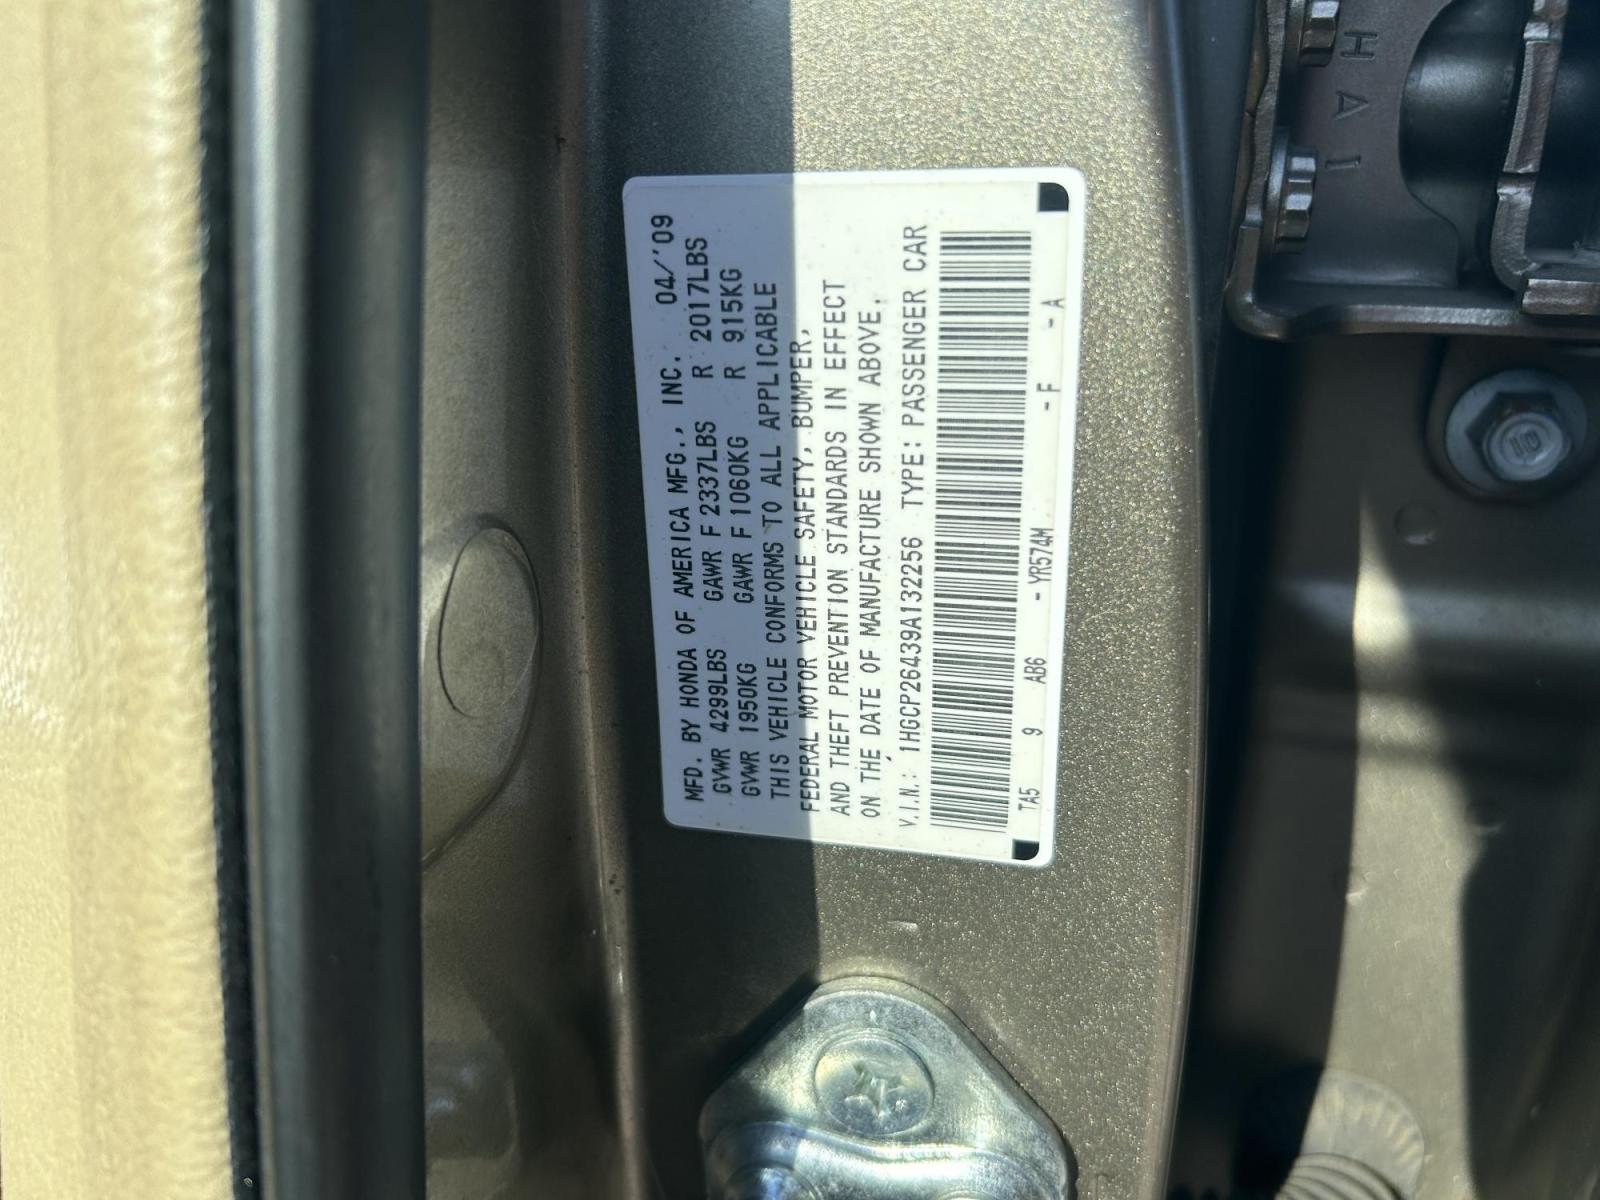 MFD. BY HONDA OF AMERICA MFG., INC. 04/'09
GVWR 4299LBS GAWR F 2337LBS R 2017LBS
GVWR 1950KG GAWR F 1060KG R 915KG
THIS VEHICLE CONFORMS TO ALL APPLICABLE
FEDERAL MOTOR VEHICLE SAFETY, BUMPER,
AND THEFT PREVENTION STANDARDS IN EFFECT
ON THE DATE OF MANUFACTURE SHOWN ABOVE.
V.I.N.: 1HGCP26439A132256 TYPE: PASSENGER CAR
TA5 9 AB6 - YR574M - F - A
HA1
10